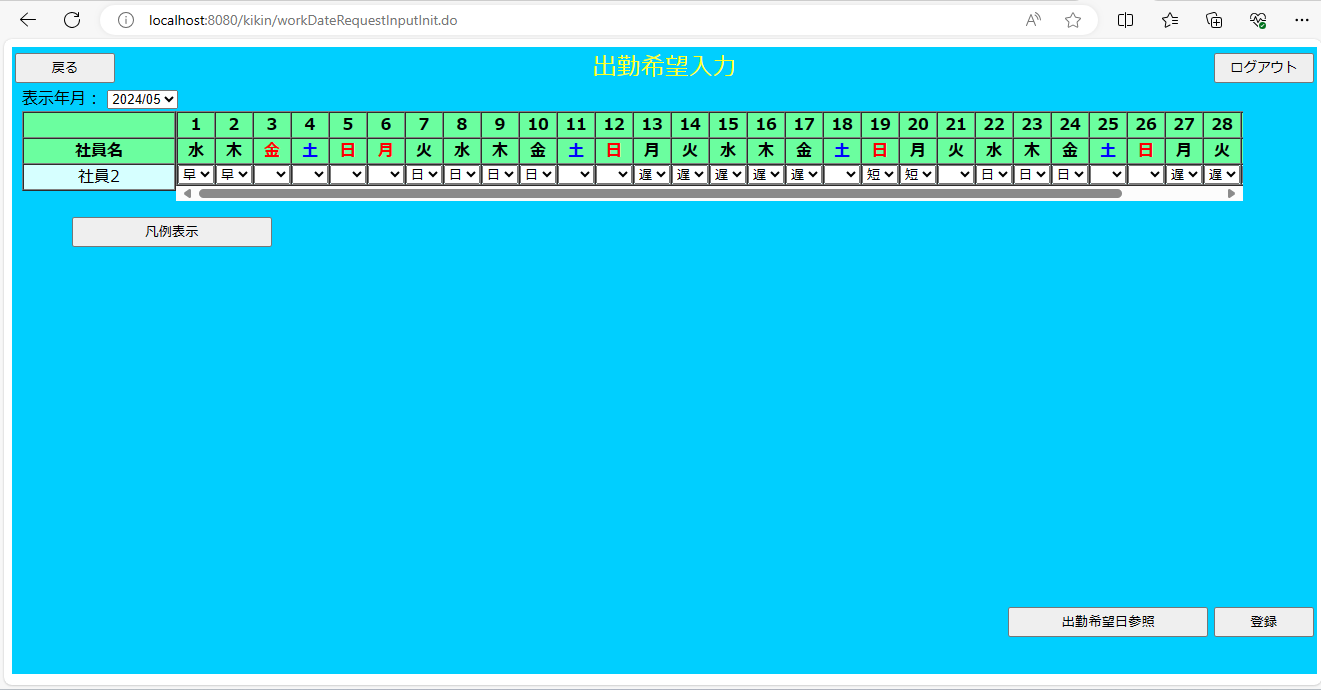 localhost:8080/kikin/workDateRequestInputInit.do
戻る 出勤希望入力 ログアウト
表示年月： 2024/05
1 2 3 4 5 6 7 8 9 10 11 12 13 14 15 16 17 18 19 20 21 22 23 24 25 26 27 28
社員名 水 木 金 土 日 月 火 水 木 金 土 日 月 火 水 木 金 土 日 月 火 水 木 金 土 日 月 火
社員2 早 早 日 日 日 日 遅 遅 遅 遅 遅 短 短 日 日 日 遅 遅
凡例表示
出勤希望日参照 登録